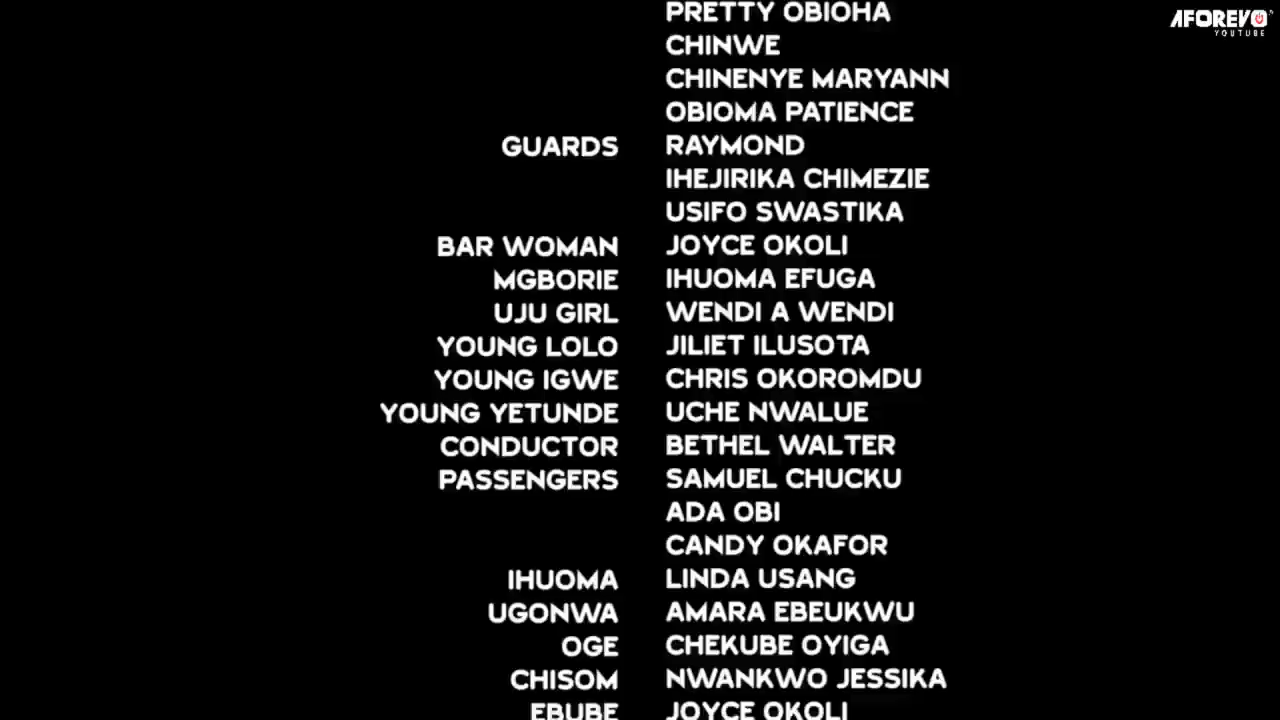 AFOREVO
YOUTUBE
PRETTY OBIOHA
CHINWE
CHINENYE MARYANN
OBIOMA PATIENCE
GUARDS RAYMOND
IHEJIRIKA CHIMEZIE
USIFO SWASTIKA
BAR WOMAN JOYCE OKOLI
MGBORIE IHUOMA EFUGA
UJU GIRL WENDI A WENDI
YOUNG LOLO JILIET ILUSOTA
YOUNG IGWE CHRIS OKOROMDU
YOUNG YETUNDE UCHE NWALUE
CONDUCTOR BETHEL WALTER
PASSENGERS SAMUEL CHUCKU
ADA OBI
CANDY OKAFOR
IHUOMA LINDA USANG
UGONWA AMARA EBEUKWU
OGE CHEKUBE OYIGA
CHISOM NWANKWO JESSIKA
EBUBE JOYCE OKOLI